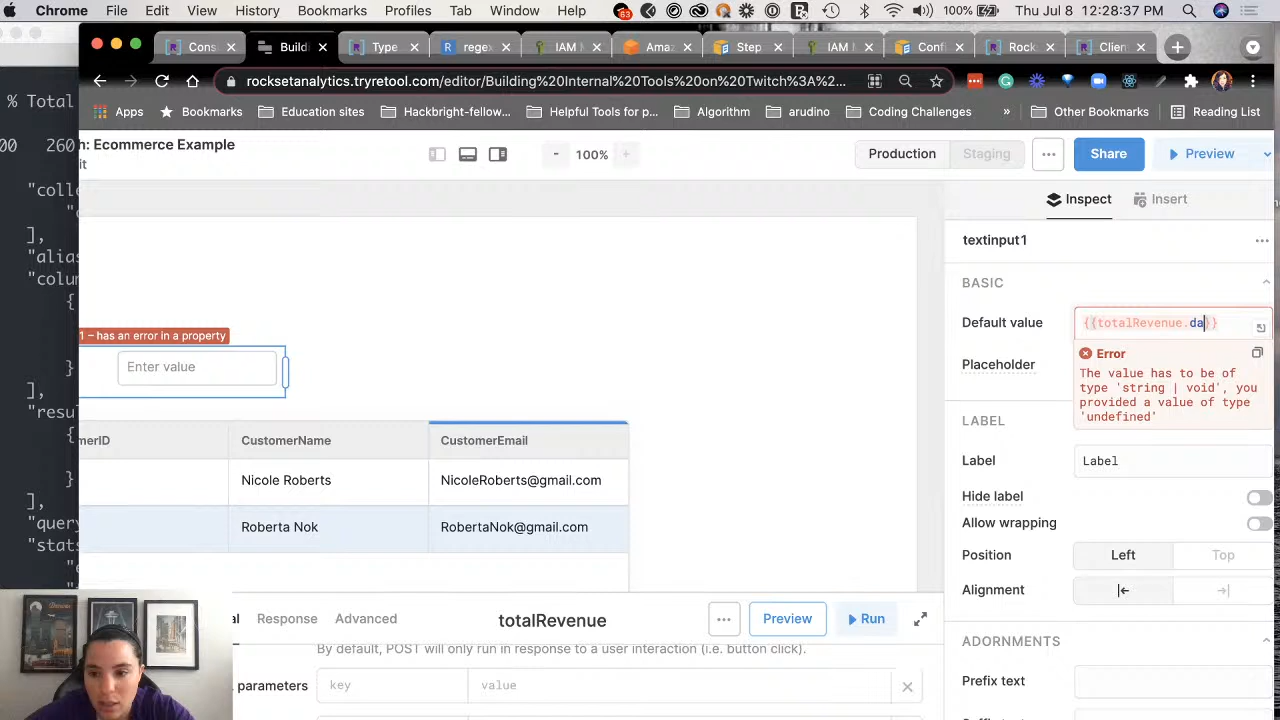 Chrome File Edit View History Bookmarks Profiles Tab Window Help 63 100% Thu Jul 8 12:28:37 PM
Cons Build Type regex IAM M Amaz Step IAM M Confi Rock Client
rocksetanalytics.tryretool.com/editor/Building%20Internal%20Tools%20on%20Twitch%3A%2...
Apps Bookmarks Education sites Hackbright-fellow... Helpful Tools for p... Algorithm arudino Coding Challenges » Other Bookmarks Reading List
% Total
h: Ecommerce Example
it
- 100% +
Production Staging ... Share Preview
00 260
Inspect Insert
"colle
"c
],
"alias
"colum
{
}
],
"resu
{
}
],
"query
"stats
"e
textinput1
BASIC
Default value {{totalRevenue.da}}
1 – has an error in a property
Error
Enter value
Placeholder
The value has to be of
type 'string | void', you
provided a value of type
'undefined'
LABEL
merID CustomerName CustomerEmail
Label Label
Nicole Roberts NicoleRoberts@gmail.com
Hide label
Roberta Nok RobertaNok@gmail.com
Allow wrapping
Position Left Top
Alignment
al Response Advanced totalRevenue ... Preview Run
ADORNMENTS
By default, POST will only run in response to a user interaction (i.e. button click).
parameters key value
Prefix text